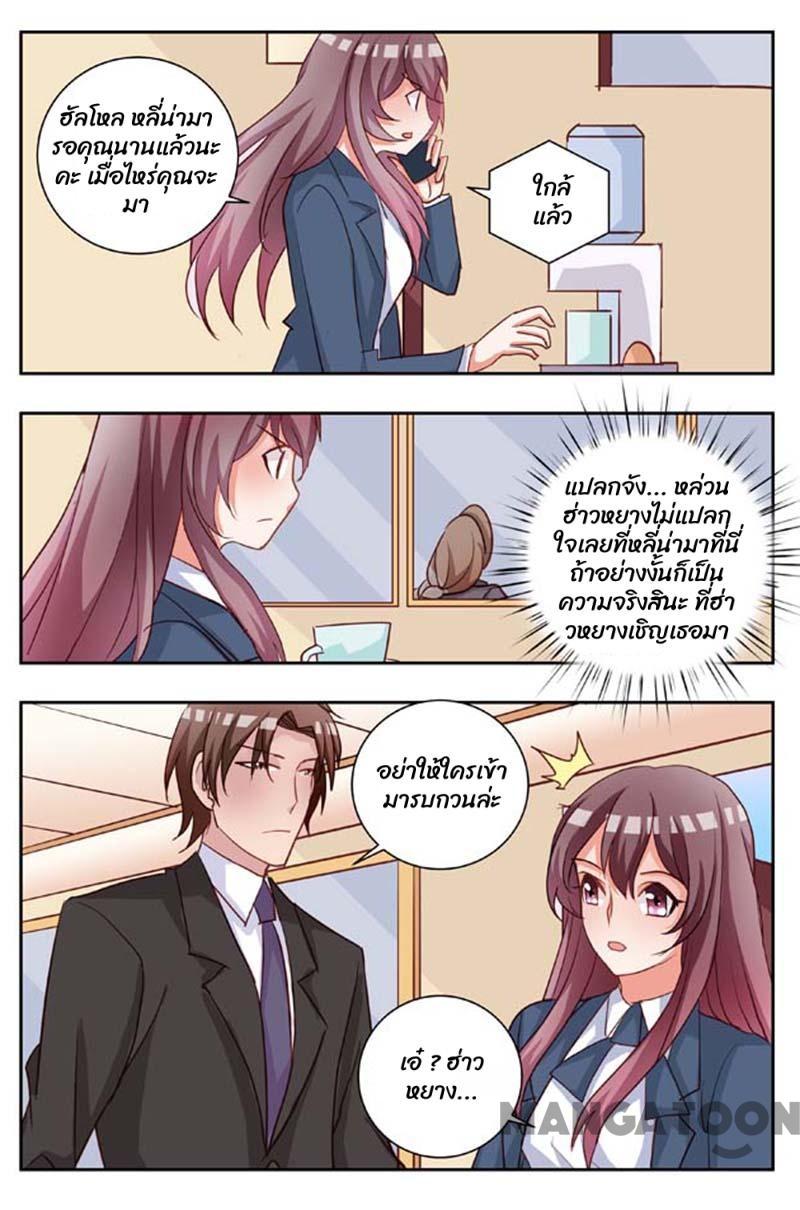 ฮัลโหล หลี่น่ามา
รอคุณนานแล้วนะ
คะ เมื่อไหร่คุณจะ
มา
ใกล้
แล้ว
แปลกจัง... หล่วน
ฮ่าวหยางไม่แปลก
ใจเลยที่หลี่น่ามาที่นี่
ถ้าอย่างงั้นก็เป็น
ความจริงสินะ ที่ฮ่า
วหยางเชิญเธอมา
อย่าให้ใครเข้า
มารบกวนล่ะ
เอ๋ ? ฮ่าว
หยาง...
MANGATOON